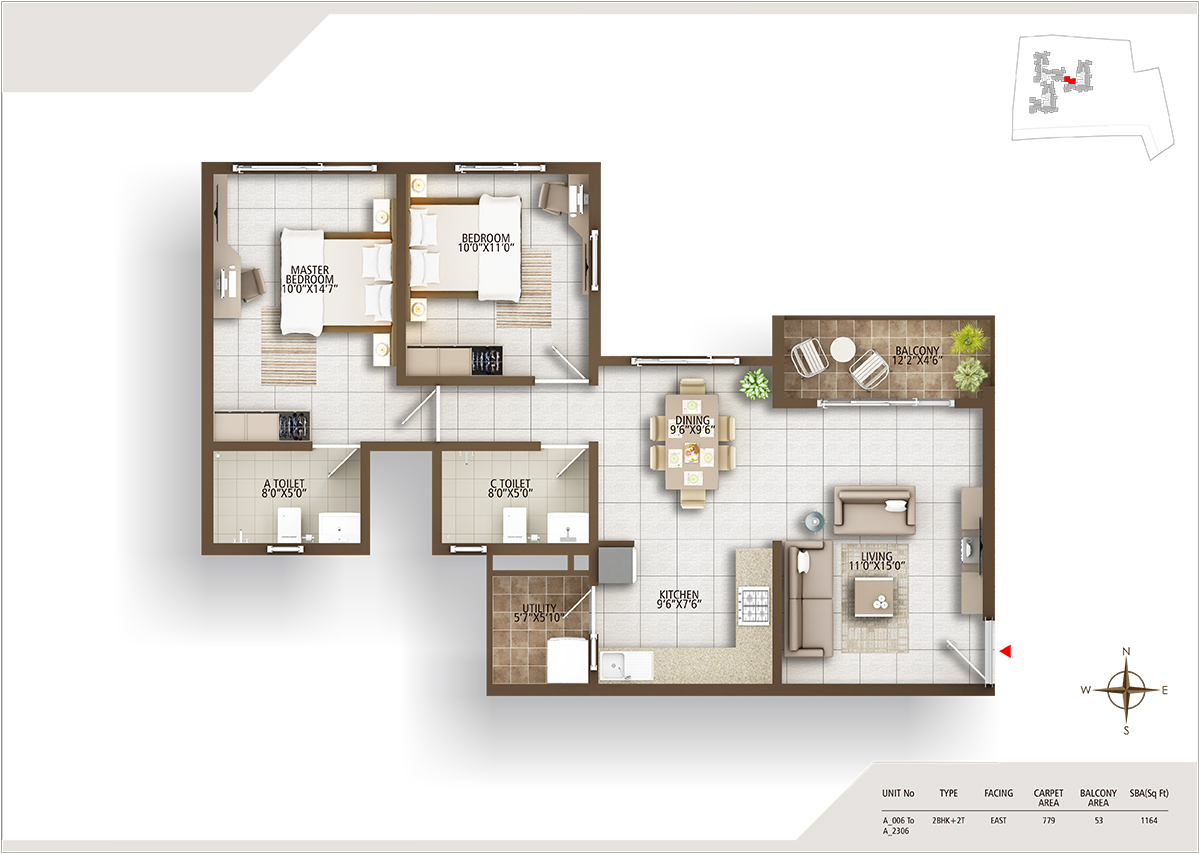 MASTER
BEDROOM
10'0"X14'7"
BEDROOM
10'0"X11'0"
BALCONY
12'2"X4'6"
DINING
9'6"X9'6"
A TOILET
8'0"X5'0"
C TOILET
8'0"X5'0"
LIVING
11'0"X15'0"
KITCHEN
9'6"X7'6"
UTILITY
5'7"X5'10"
N
W E
S
UNIT No TYPE FACING CARPET AREA BALCONY AREA SBA(Sq Ft)
A_006 To A_2306 2BHK+2T EAST 779 53 1164